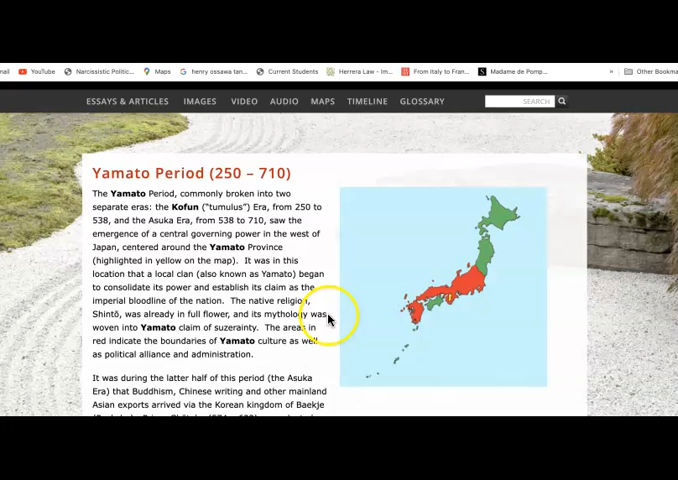 YouTube Narcissistic Politic... Maps henry ossawa tan... Current Students Herrera Law - Im... From Italy to Fran... Madame de Pomp... » Other Bookma
ESSAYS & ARTICLES IMAGES VIDEO AUDIO MAPS TIMELINE GLOSSARY SEARCH
Yamato Period (250 – 710)
The Yamato Period, commonly broken into two
separate eras: the Kofun (“tumulus”) Era, from 250 to
538, and the Asuka Era, from 538 to 710, saw the
emergence of a central governing power in the west of
Japan, centered around the Yamato Province
(highlighted in yellow on the map). It was in this
location that a local clan (also known as Yamato) began
to consolidate its power and establish its claim as the
imperial bloodline of the nation. The native religion,
Shintō, was already in full flower, and its mythology was
woven into Yamato claim of suzerainty. The areas in
red indicate the boundaries of Yamato culture as well
as political alliance and administration.
It was during the latter half of this period (the Asuka
Era) that Buddhism, Chinese writing and other mainland
Asian exports arrived via the Korean kingdom of Baekje